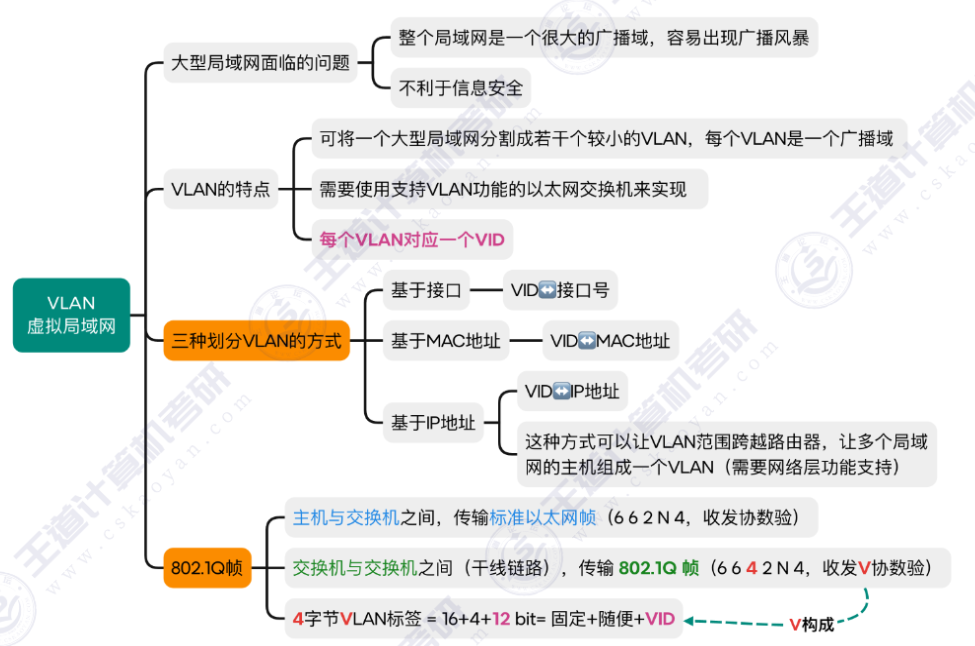 VLAN
虚拟局域网
大型局域网面临的问题
整个局域网是一个很大的广播域，容易出现广播风暴
不利于信息安全
VLAN的特点
可将一个大型局域网分割成若干个较小的VLAN，每个VLAN是一个广播域
需要使用支持VLAN功能的以太网交换机来实现
每个VLAN对应一个VID
三种划分VLAN的方式
基于接口
VID↔️接口号
基于MAC地址
VID↔️MAC地址
基于IP地址
VID↔️IP地址
这种方式可以让VLAN范围跨越路由器，让多个局域
网的主机组成一个VLAN（需要网络层功能支持）
802.1Q帧
主机与交换机之间，传输标准以太网帧（6 6 2 N 4，收发协数验）
交换机与交换机之间（干线链路），传输 802.1Q 帧（6 6 4 2 N 4，收发V协数验）
4字节VLAN标签 = 16+4+12 bit= 固定+随便+VID
V构成
王道计算机考研
www.cskaoyan.com